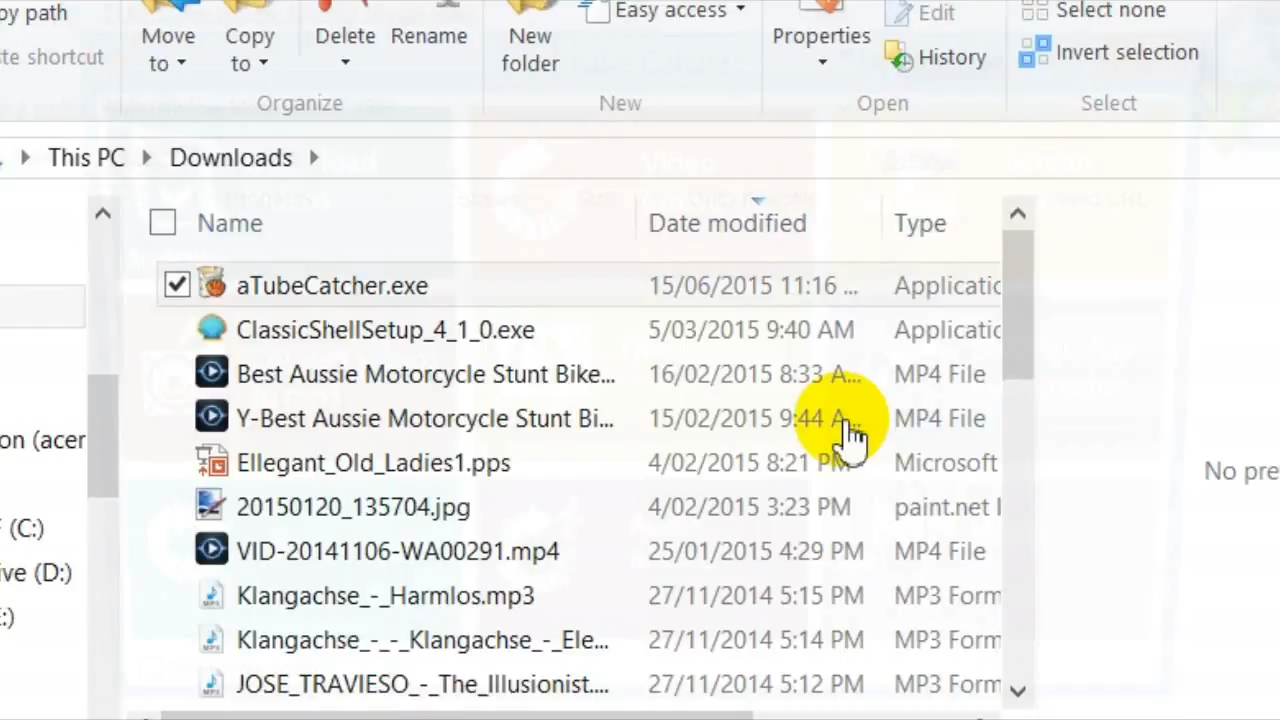 py path
te shortcut
Move to
Copy to
Delete
Rename
New folder
Easy access
Properties
Edit
History
Select none
Invert selection
Organize
New
Open
Select
This PC
Downloads
Name
Date modified
Type
aTubeCatcher.exe 15/06/2015 11:16 ... Applicatic
ClassicShellSetup_4_1_0.exe 5/03/2015 9:40 AM Applicatic
Best Aussie Motorcycle Stunt Bike... 16/02/2015 8:33 A... MP4 File
Y-Best Aussie Motorcycle Stunt Bi... 15/02/2015 9:44 A... MP4 File
on (acer
Ellegant_Old_Ladies1.pps 4/02/2015 8:21 PM Microsoft
No pre
20150120_135704.jpg 4/02/2015 3:23 PM paint.net
(C:)
VID-20141106-WA00291.mp4 25/01/2015 4:29 PM MP4 File
ive (D:)
Klangachse_-_Harmlos.mp3 27/11/2014 5:15 PM MP3 Form
:)
Klangachse_-_-_Klangachse_-_Ele... 27/11/2014 5:14 PM MP3 Form
JOSE_TRAVIESO_-_The_Illusionist.... 27/11/2014 5:12 PM MP3 Form